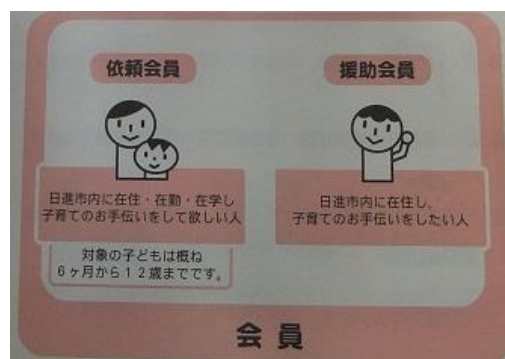 依頼会員
日進市内に在住・在勤・在学し
子育てのお手伝いをして欲しい人
対象の子どもは概ね
6ヶ月から12歳までです。
援助会員
日進市内に在住し、
子育てのお手伝いをしたい人
会員